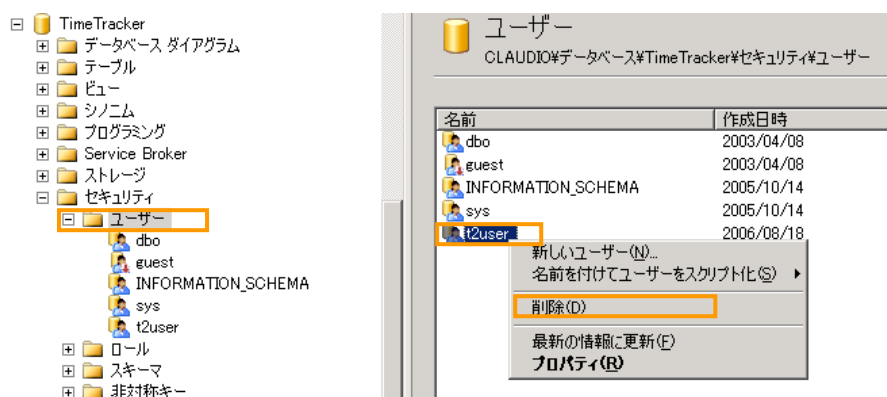 TimeTracker
データベース ダイアグラム
テーブル
ビュー
シノニム
プログラミング
Service Broker
ストレージ
セキュリティ
ユーザー
dbo
guest
INFORMATION_SCHEMA
sys
t2user
ロール
スキーマ
非対称キー
ユーザー
CLAUDIO¥データベース¥TimeTracker¥セキュリティ¥ユーザー
名前 作成日時
dbo 2003/04/08
guest 2003/04/08
INFORMATION_SCHEMA 2005/10/14
sys 2005/10/14
t2user 2006/08/18
新しいユーザー(N)...
名前を付けてユーザーをスクリプト化(S)
削除(D)
最新の情報に更新(F)
プロパティ(R)